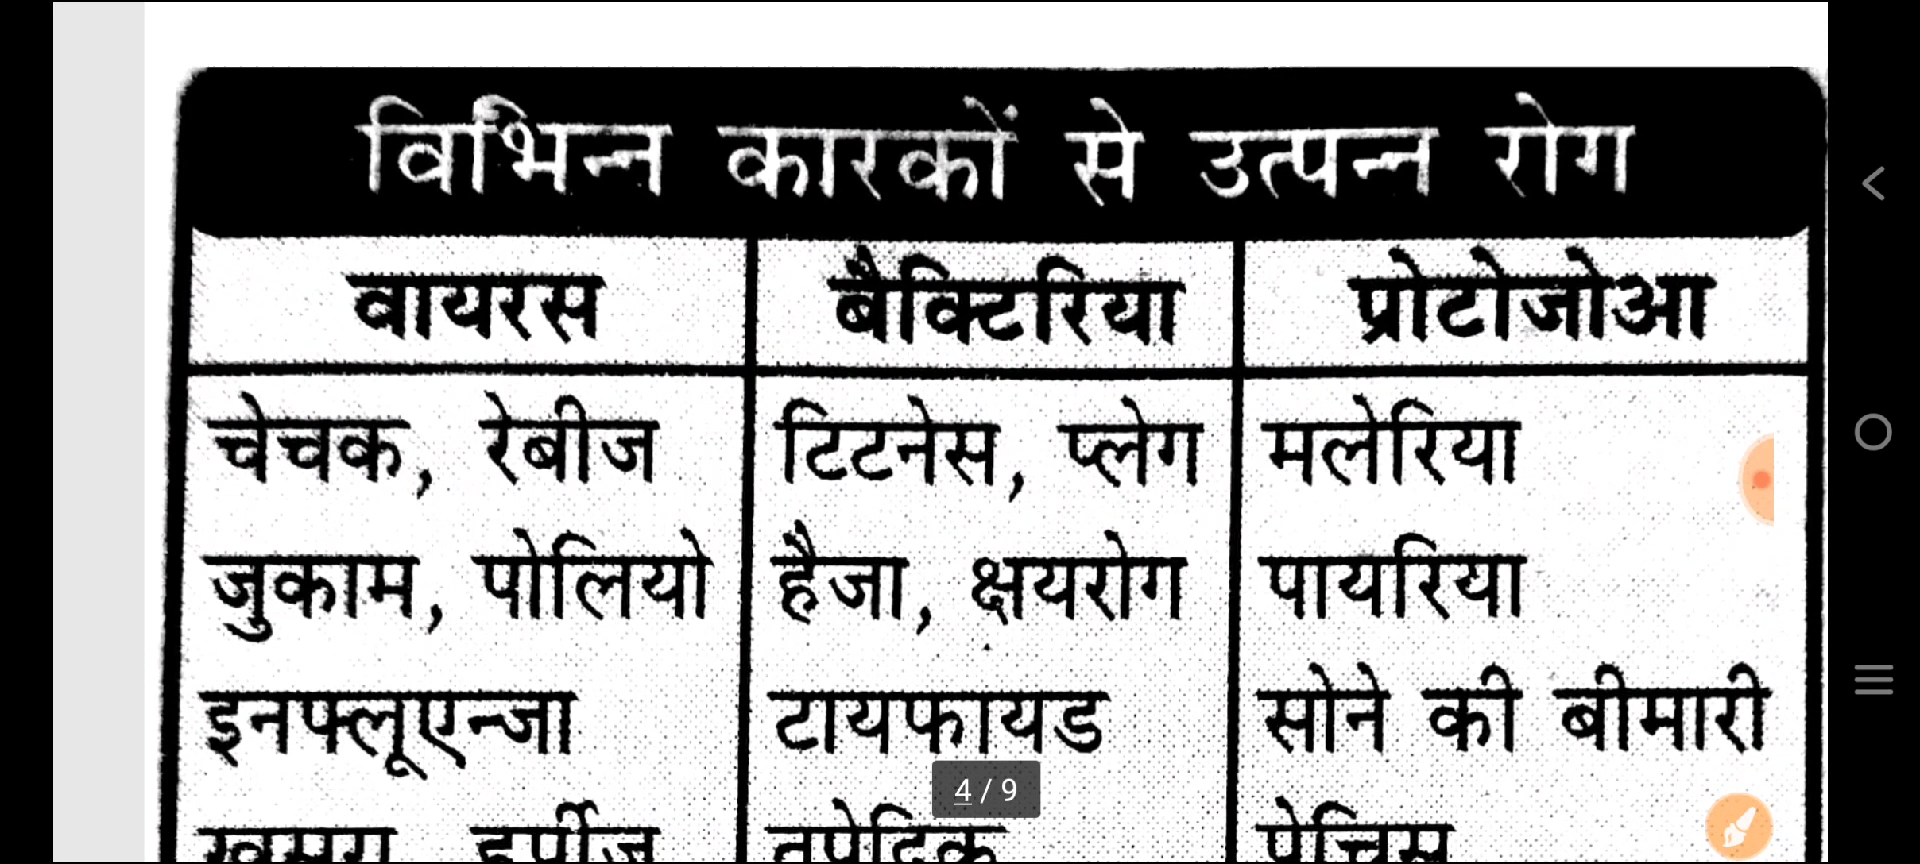 विभिन्न कारकों से उत्पन्न रोग
वायरस बैक्टिरिया प्रोटोजोआ
चेचक, रेबीज टिटनेस, प्लेग मलेरिया
जुकाम, पोलियो हैजा, क्षयरोग पायरिया
इनफ्लूएन्जा टायफायड सोने की बीमारी
4 / 9